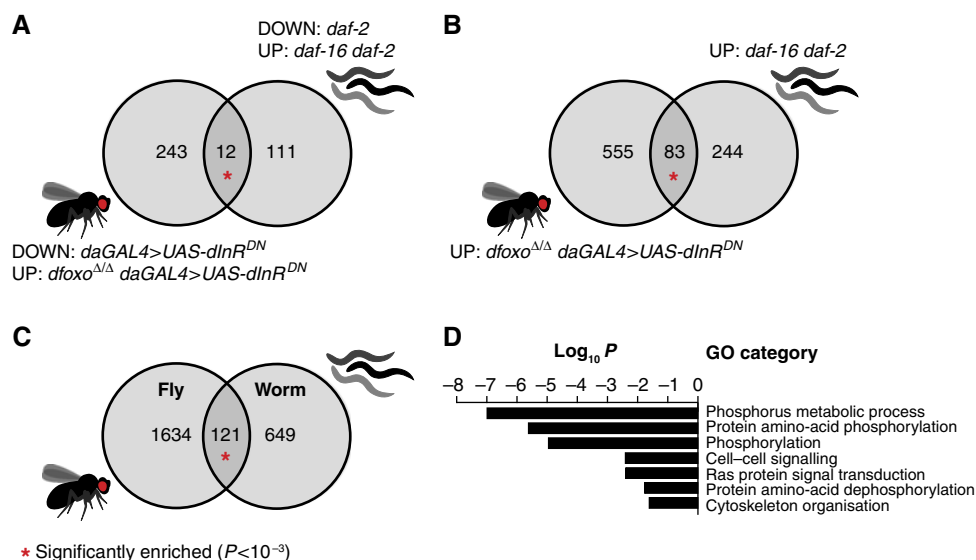 A
DOWN: daf-2
UP: daf-16 daf-2
243 12 111
*
DOWN: daGAL4>UAS-dInR^DN
UP: dfoxo^Δ/Δ daGAL4>UAS-dInR^DN
B
UP: daf-16 daf-2
555 83 244
*
UP: dfoxo^Δ/Δ daGAL4>UAS-dInR^DN
C
Fly Worm
1634 121 649
*
* Significantly enriched (P<10⁻³)
D
Log₁₀ P GO category
–8 –7 –6 –5 –4 –3 –2 –1 0
Phosphorus metabolic process
Protein amino-acid phosphorylation
Phosphorylation
Cell–cell signalling
Ras protein signal transduction
Protein amino-acid dephosphorylation
Cytoskeleton organisation